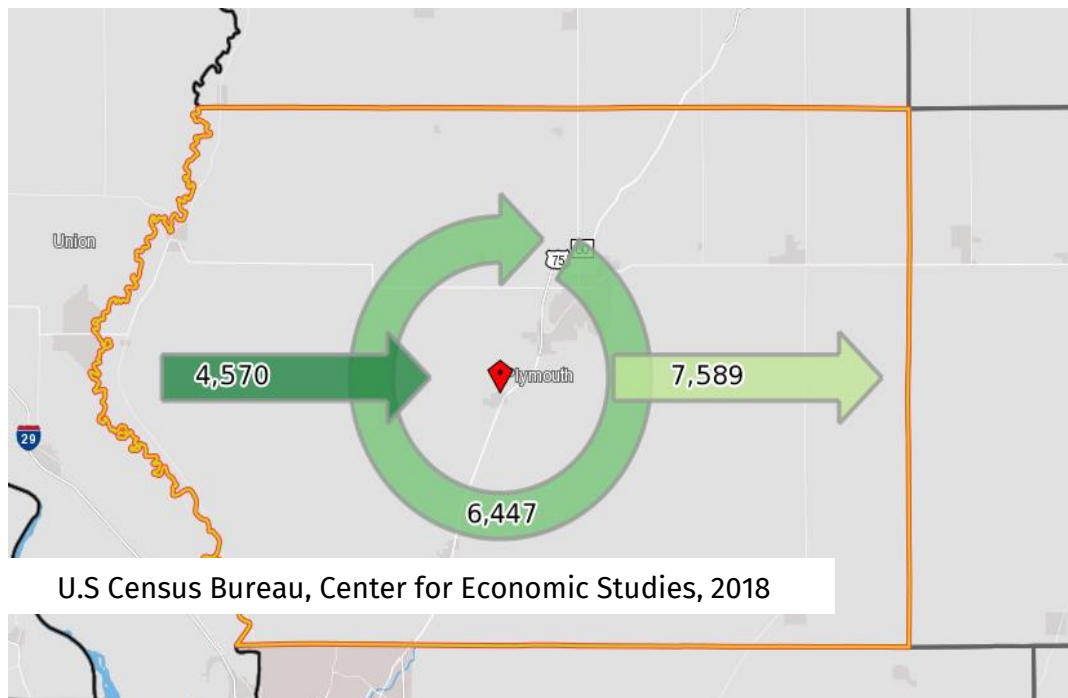 Union
75
60
4,570
Plymouth
7,589
29
6,447
U.S Census Bureau, Center for Economic Studies, 2018